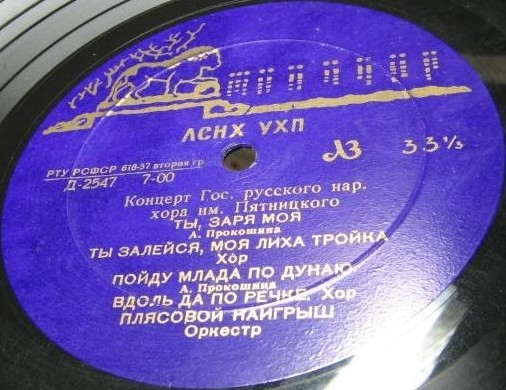 ЛСНХ УХП
РТУ РСФСР 618-57 вторая гр
Д-2547 7-00
АЗ 33⅓
Концерт Гос. русского нар.
хора им. Пятницкого
ТЫ, ЗАРЯ МОЯ
А. Прокошина
ТЫ ЗАЛЕЙСЯ, МОЯ ЛИХА ТРОЙКА
Хор
ПОЙДУ МЛАДА ПО ДУНАЮ
А. Прокошина
ВДОЛЬ ДА ПО РЕЧКЕ. Хор
ПЛЯСОВОЙ НАИГРЫШ
Оркестр